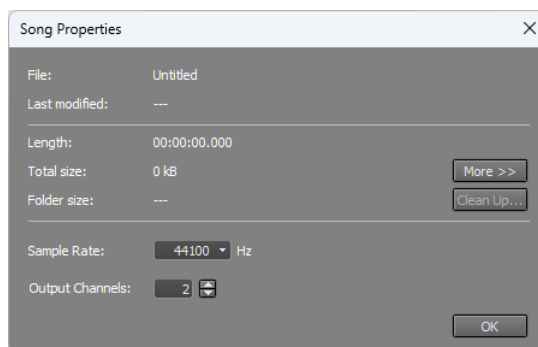 Song Properties
File: Untitled
Last modified: ---
Length: 00:00:00.000
Total size: 0 kB More >>
Folder size: --- Clean Up...
Sample Rate: 44100 Hz
Output Channels: 2
OK